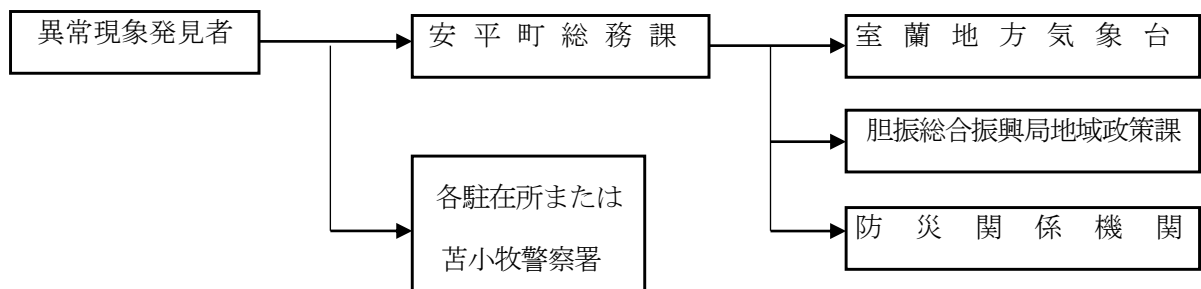 異常現象発見者
安平町総務課
室蘭地方気象台
胆振総合振興局地域政策課
各駐在所または
苫小牧警察署
防災関係機関